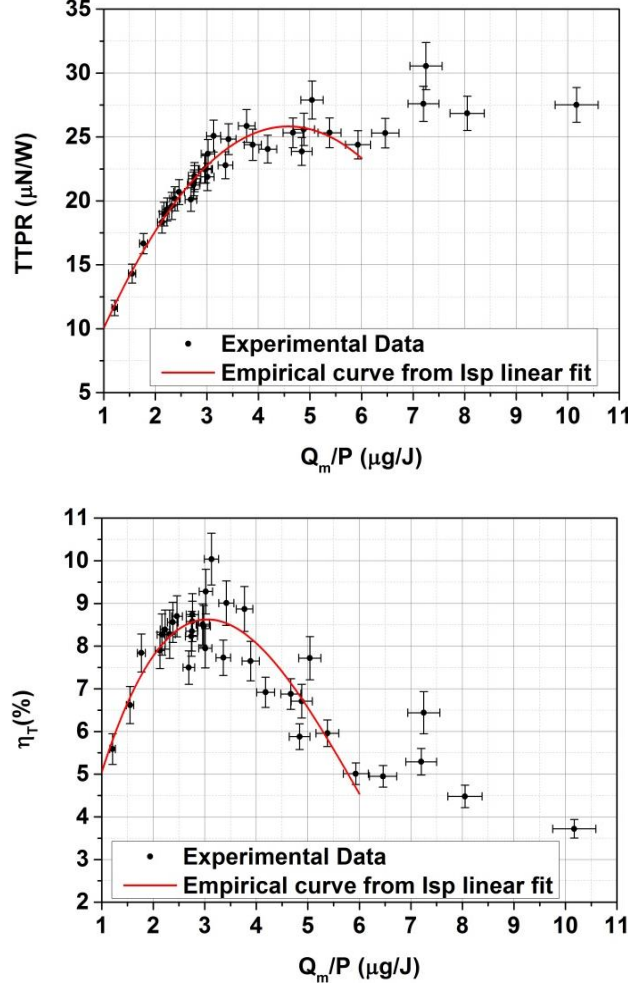 35
30
25
20
15
10
5
TTPR (μN/W)
Experimental Data
Empirical curve from Isp linear fit
1 2 3 4 5 6 7 8 9 10 11
Qm/P (μg/J)
11
10
9
8
7
6
5
4
3
2
ηT(%)
Experimental Data
Empirical curve from Isp linear fit
1 2 3 4 5 6 7 8 9 10 11
Qm/P (μg/J)